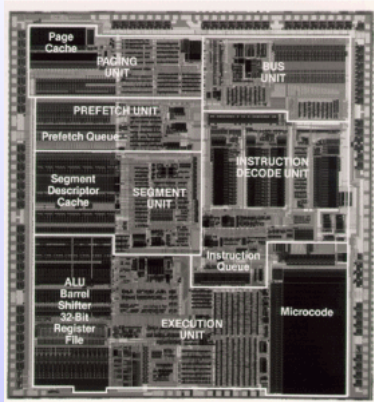 Page
Cache
PAGING
UNIT
BUS
UNIT
PREFETCH UNIT
Prefetch Queue
INSTRUCTION
DECODE UNIT
Segment
Descriptor
Cache
SEGMENT
UNIT
Instruction
Queue
ALU
Barrel
Shifter
32-Bit
Register
File
EXECUTION
UNIT
Microcode